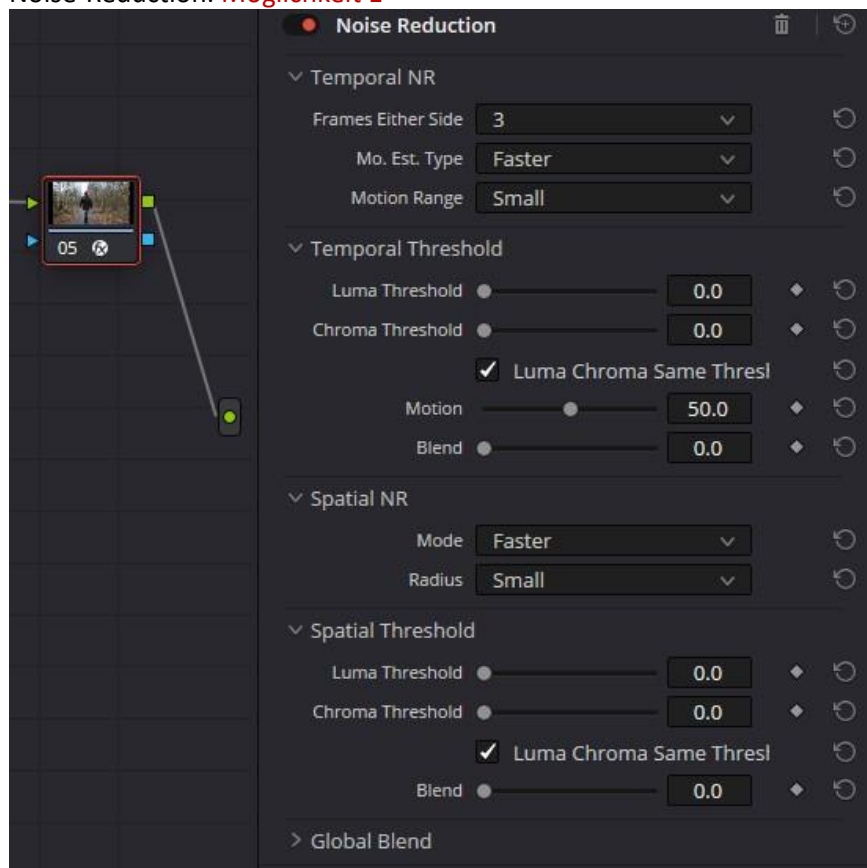 Noise Reduction
Temporal NR
Frames Either Side 3
Mo. Est. Type Faster
Motion Range Small
05
Temporal Threshold
Luma Threshold 0.0
Chroma Threshold 0.0
Luma Chroma Same Thresl
Motion 50.0
Blend 0.0
Spatial NR
Mode Faster
Radius Small
Spatial Threshold
Luma Threshold 0.0
Chroma Threshold 0.0
Luma Chroma Same Thresl
Blend 0.0
Global Blend